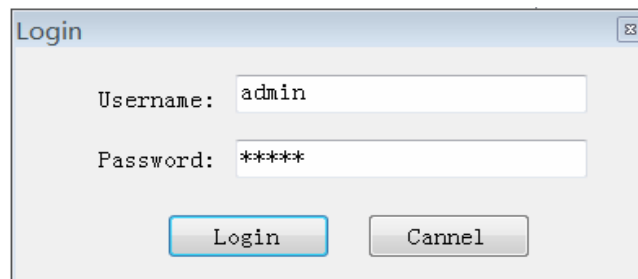 Login
Username: admin
Password: *****
Login Cannel